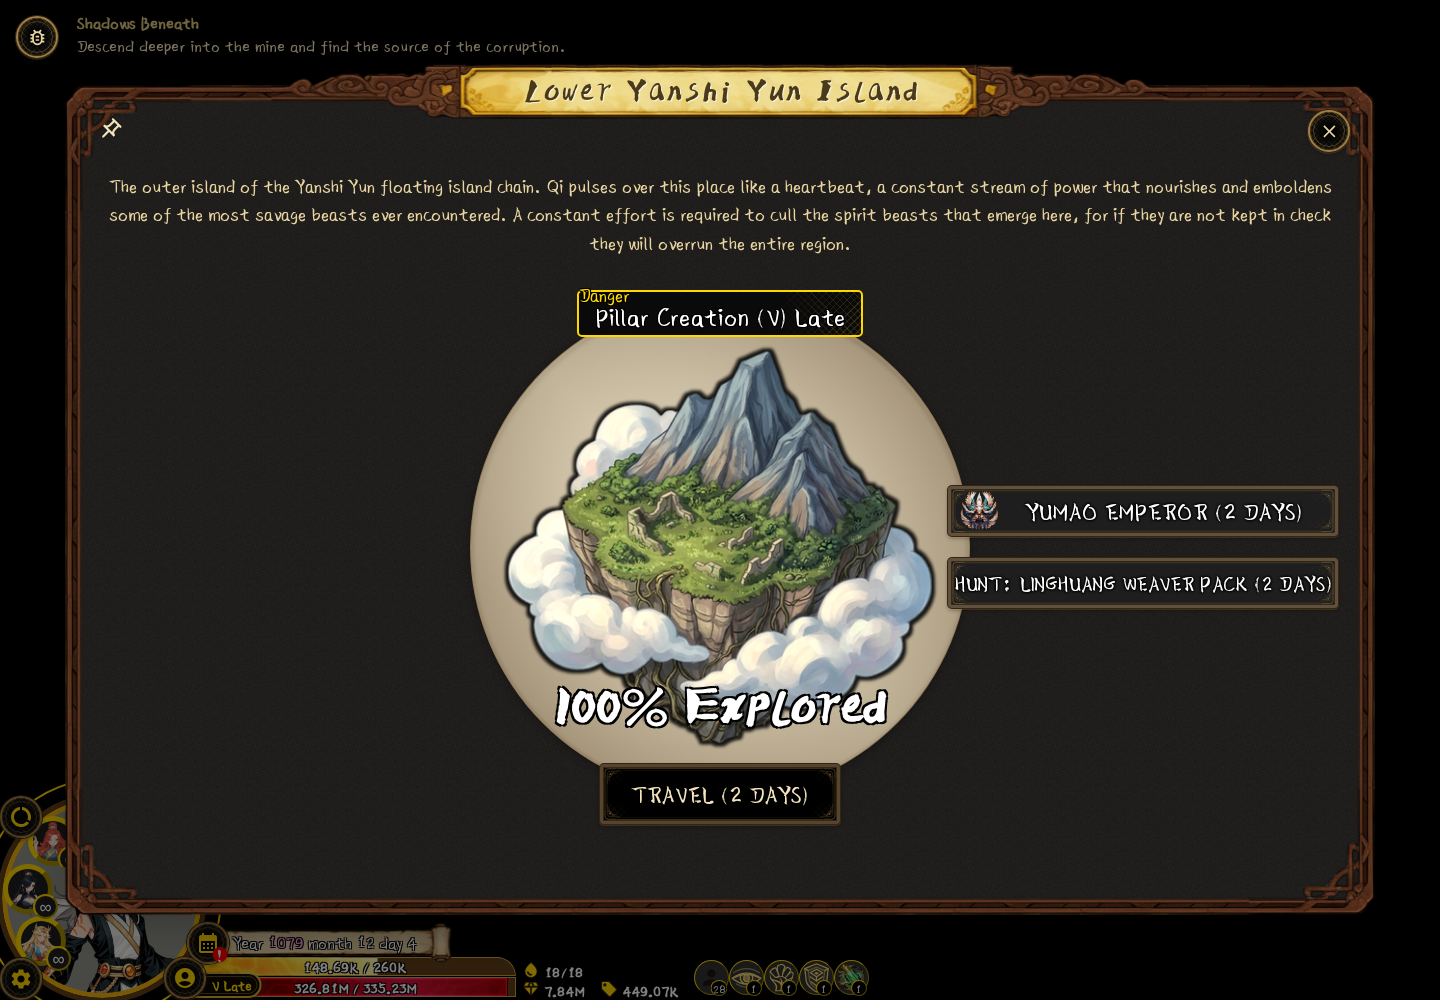 Shadows Beneath
Descend deeper into the mine and find the source of the corruption.
Lower Yanshi Yun Island
The outer island of the Yanshi Yun floating island chain. Qi pulses over this place like a heartbeat, a constant stream of power that nourishes and emboldens
some of the most savage beasts ever encountered. A constant effort is required to cull the spirit beasts that emerge here, for if they are not kept in check
they will overrun the entire region.
Danger
Pillar Creation (V) Late
YUMAO EMPEROR (2 DAYS)
HUNT: LINGHUANG WEAVER PACK (2 DAYS)
100% Explored
TRAVEL (2 DAYS)
∞
∞
Year 1079 month 12 day 4
148.69K / 260K
V Late
326.81M / 335.23M
18/18
7.84M
449.07K
28
1
1
1
1